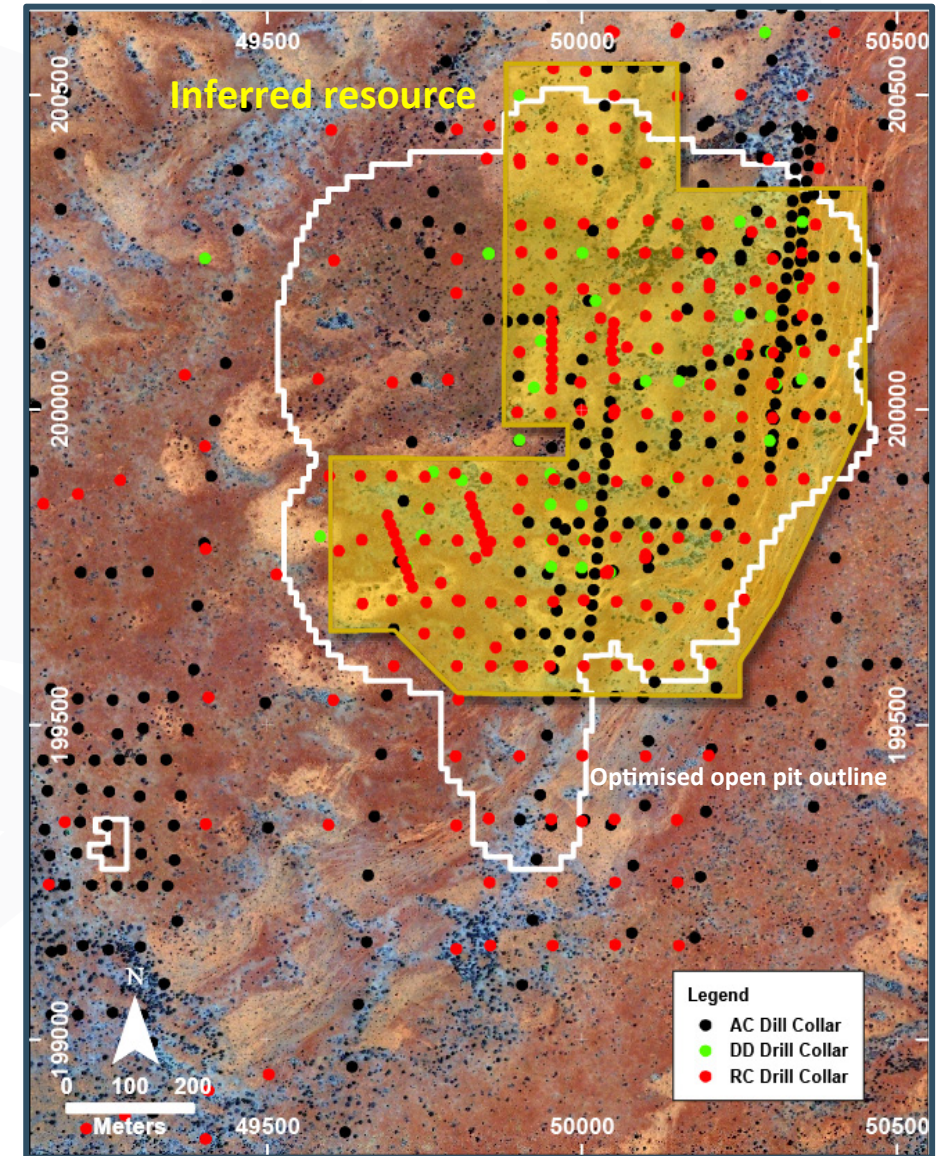 49500
50000
50500
Inferred resource
200500
200500
200000
200000
Optimised open pit outline
199500
199500
N
199000
199000
0 100 200
Meters
Legend
AC Dill Collar
DD Drill Collar
RC Drill Collar
49500
50000
50500